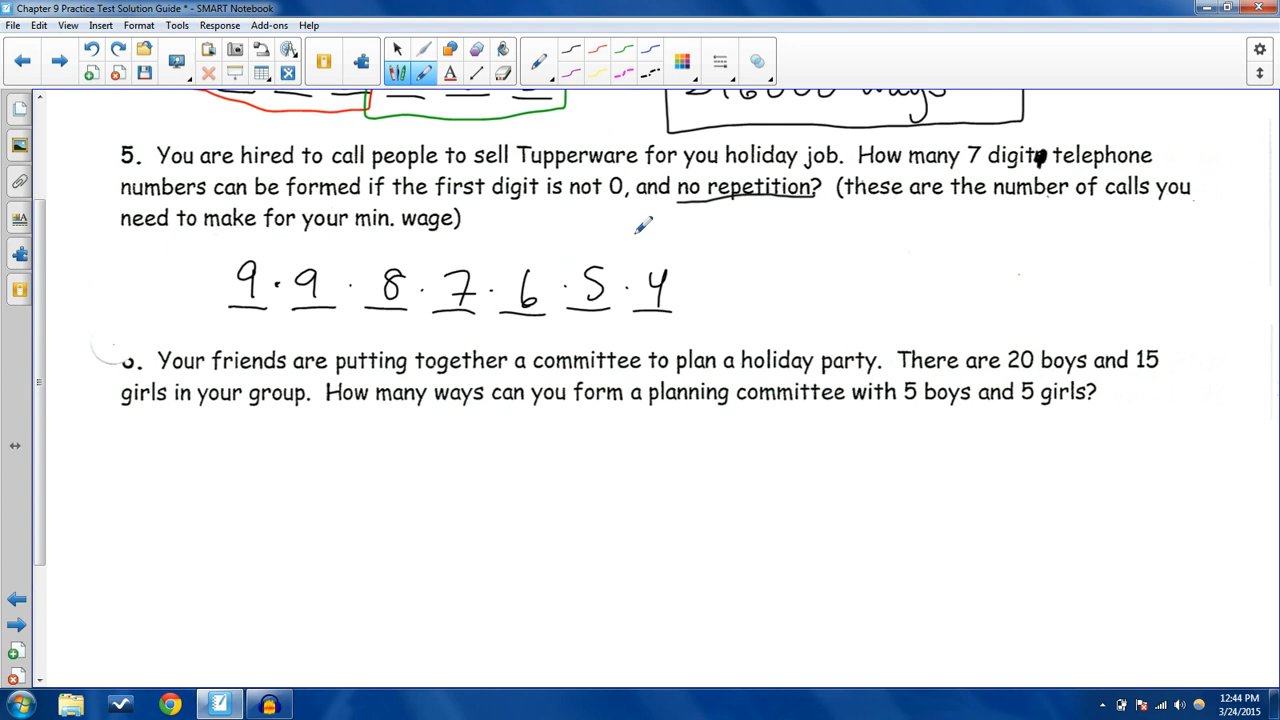 Chapter 9 Practice Test Solution Guide * - SMART Notebook
File Edit View Insert Format Tools Response Add-ons Help
5. You are hired to call people to sell Tupperware for you holiday job. How many 7 digit telephone
numbers can be formed if the first digit is not 0, and no repetition? (these are the number of calls you
need to make for your min. wage)
9 · 9 · 8 · 7 · 6 · 5 · 4
Your friends are putting together a committee to plan a holiday party. There are 20 boys and 15
girls in your group. How many ways can you form a planning committee with 5 boys and 5 girls?
12:44 PM
3/24/2015